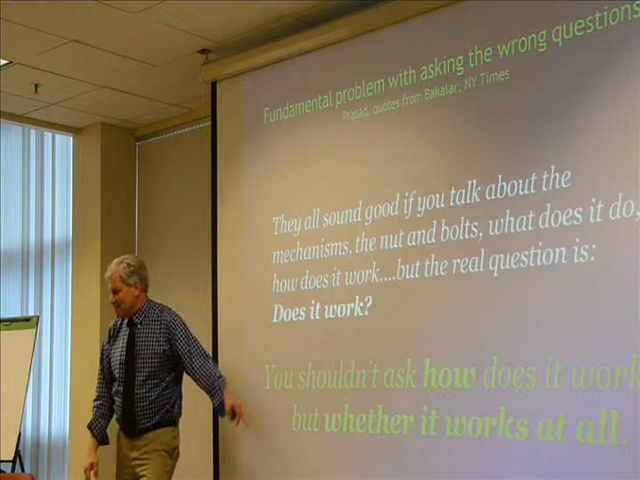 Fundamental problem with asking the wrong questions
Prasad, quotes from Bakalar, NY Times
They all sound good if you talk about the
mechanisms, the nut and bolts, what does it do,
how does it work....but the real question is:
Does it work?
You shouldn't ask how does it work
but whether it works at all.